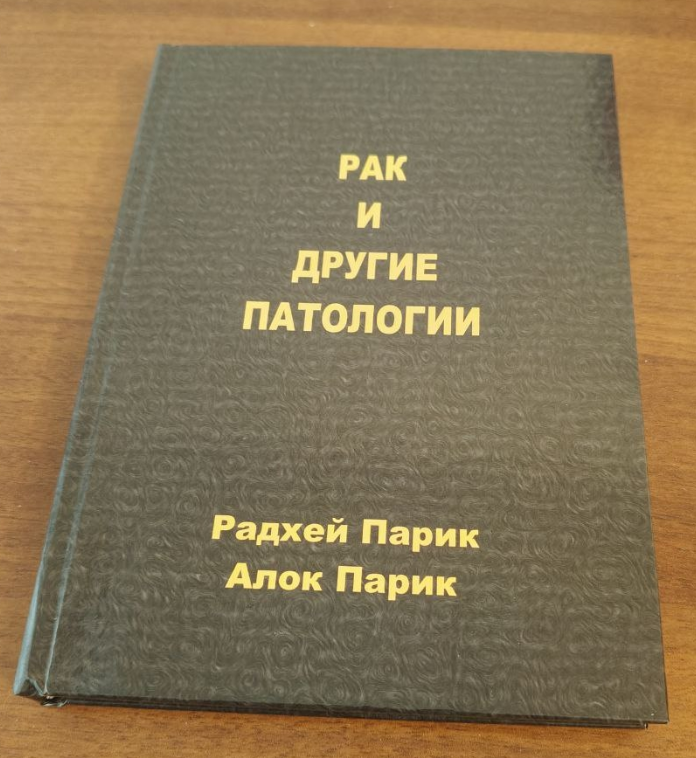 РАК
И
ДРУГИЕ
ПАТОЛОГИИ
Радхей Парик
Алок Парик